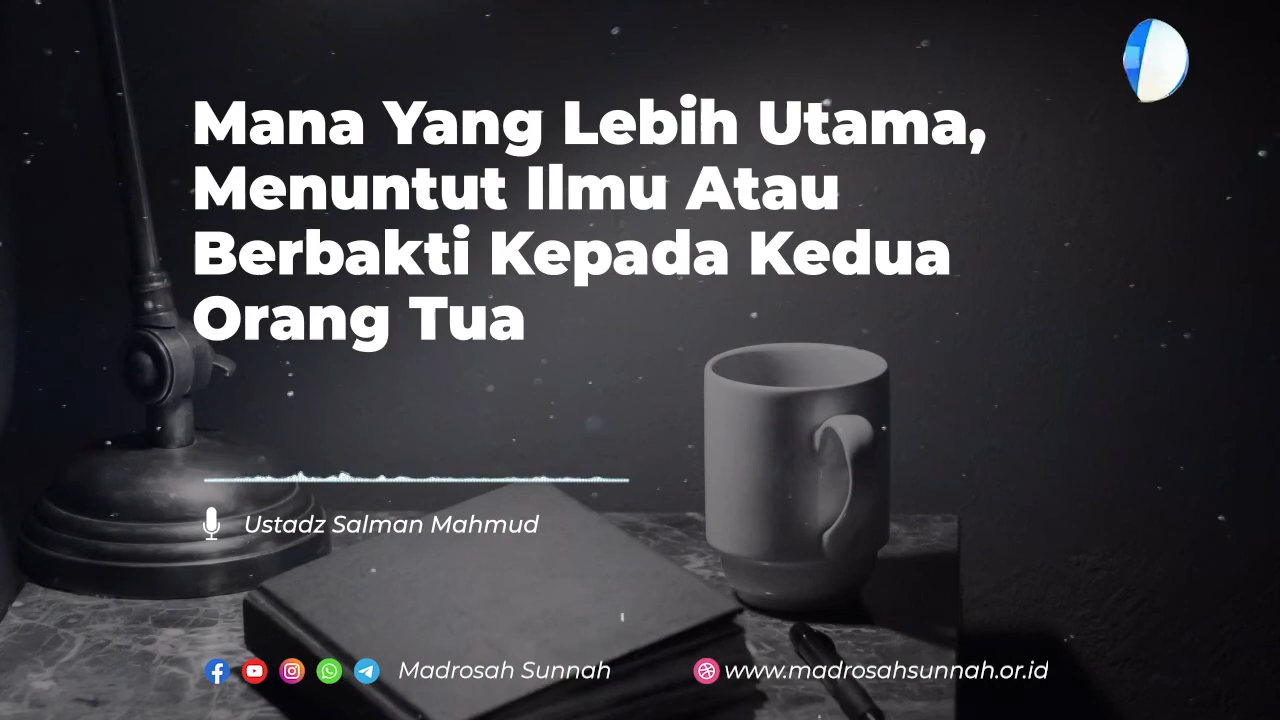 Mana Yang Lebih Utama,
Menuntut Ilmu Atau
Berbakti Kepada Kedua
Orang Tua
Ustadz Salman Mahmud
Madrosah Sunnah
www.madrosahsunnah.or.id